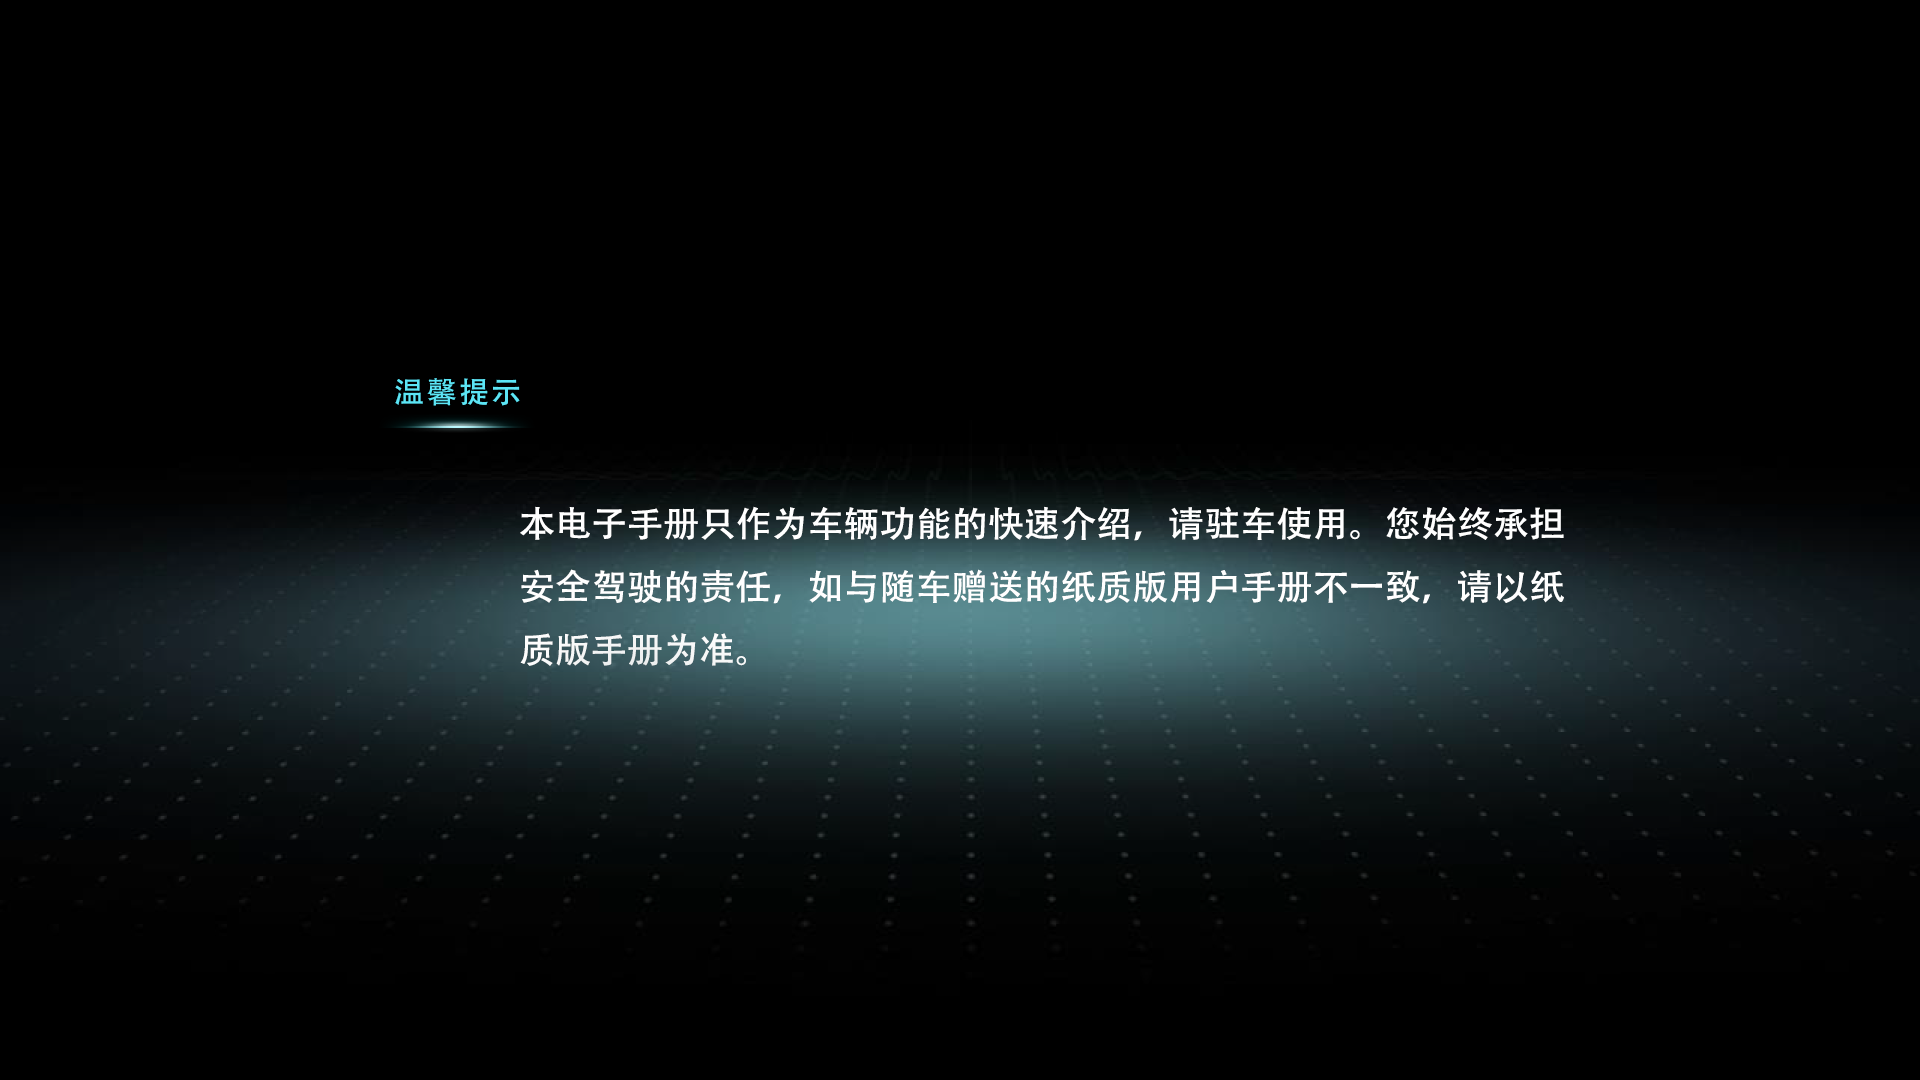 温馨提示
本电子手册只作为车辆功能的快速介绍，请驻车使用。您始终承担
安全驾驶的责任，如与随车赠送的纸质版用户手册不一致，请以纸
质版手册为准。